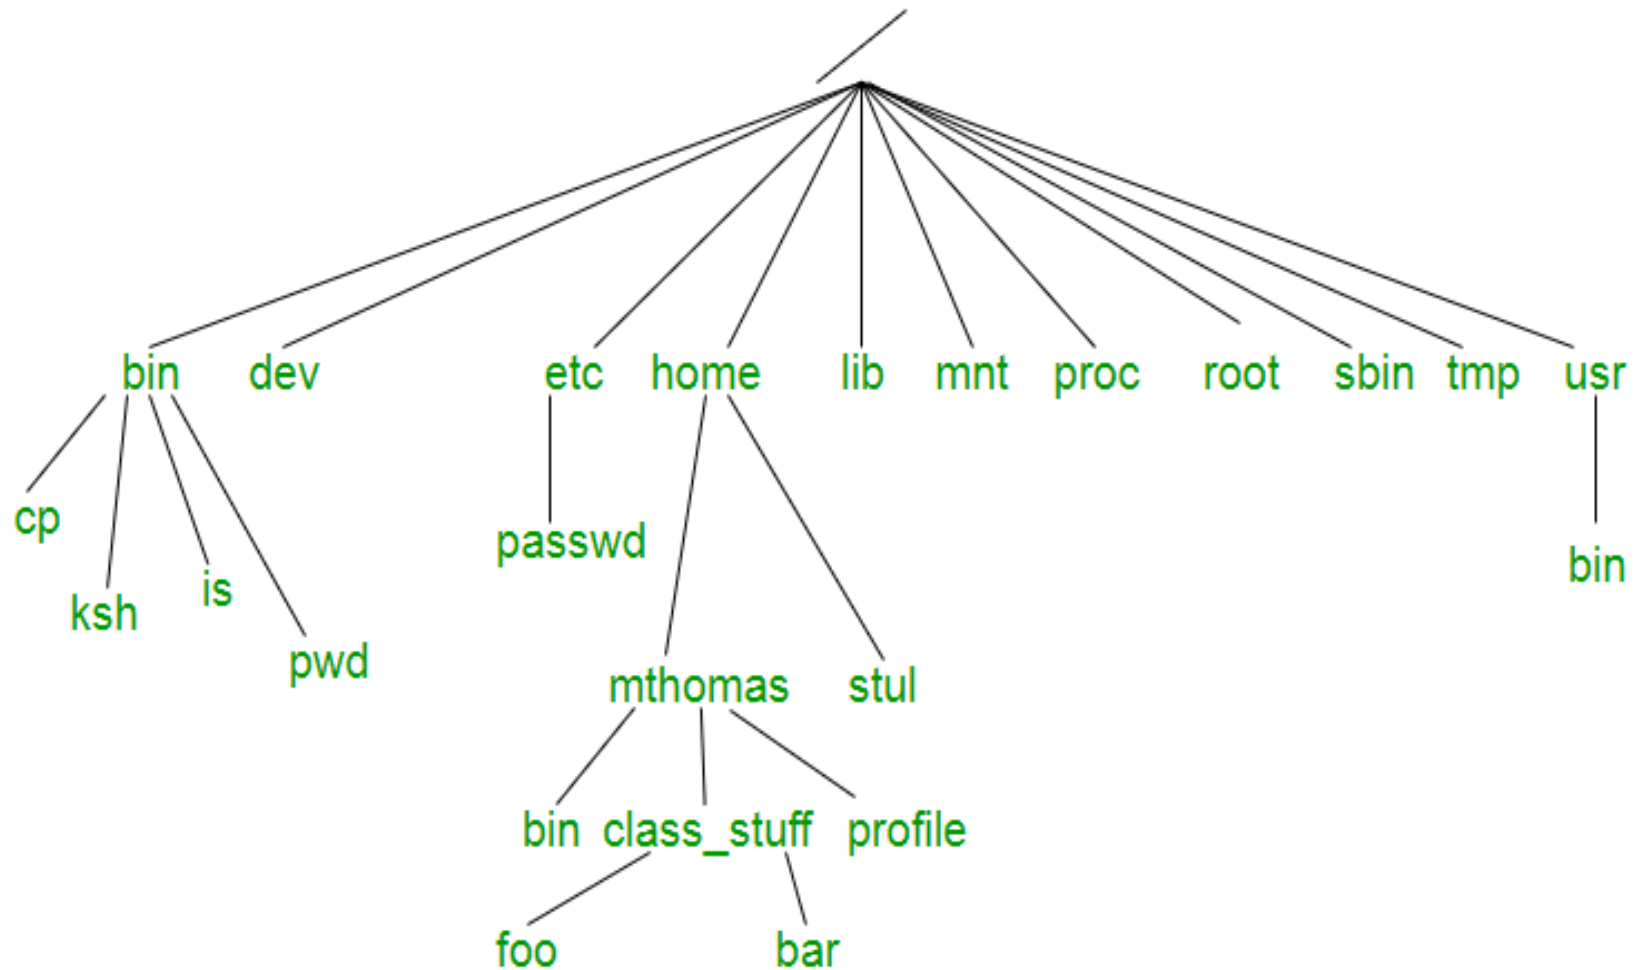 /
bin dev etc home lib mnt proc root sbin tmp usr
cp ksh is pwd passwd bin
mthomas stul
bin class_stuff profile
foo bar